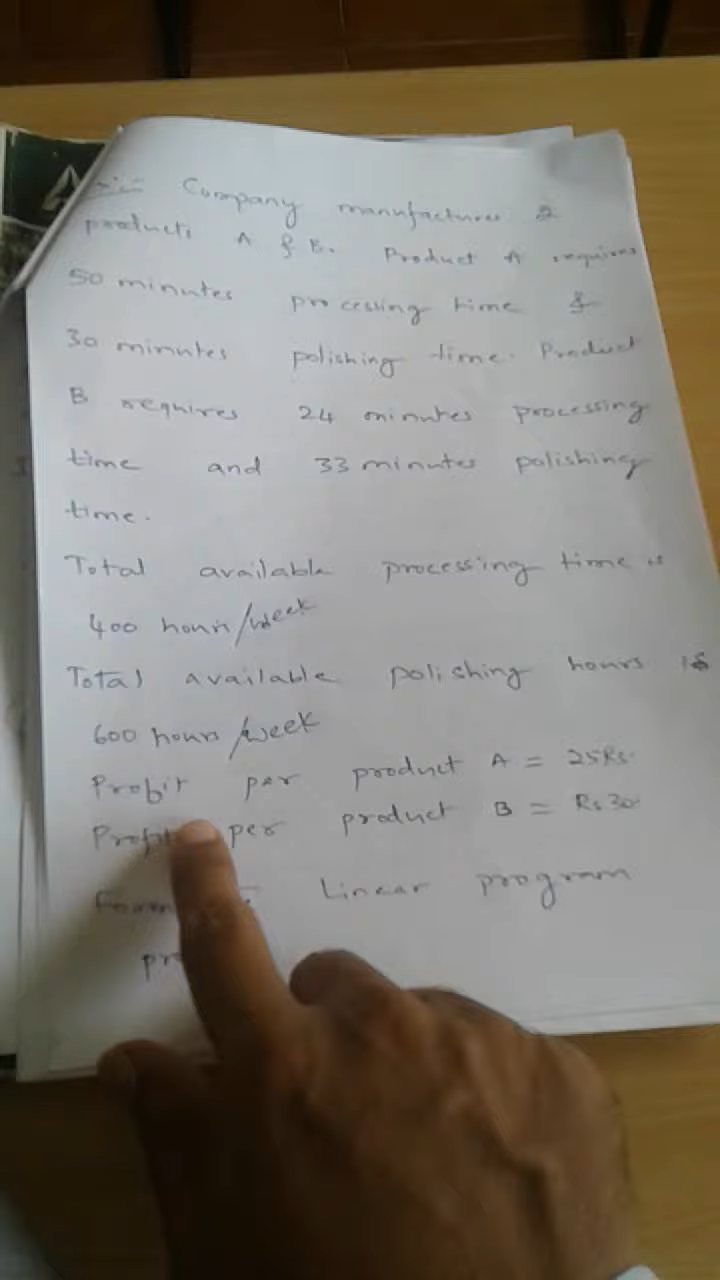 Company manufactures 2
products A & B. Product A requires
50 minutes processing time &
30 minutes polishing time. Product
B requires 24 minutes processing
time and 33 minutes polishing
time.
Total available processing time is
400 hours/week
Total available polishing hours is
600 hours/week
Profit per product A = 25Rs.
Profit per product B = Rs 30.
Linear program